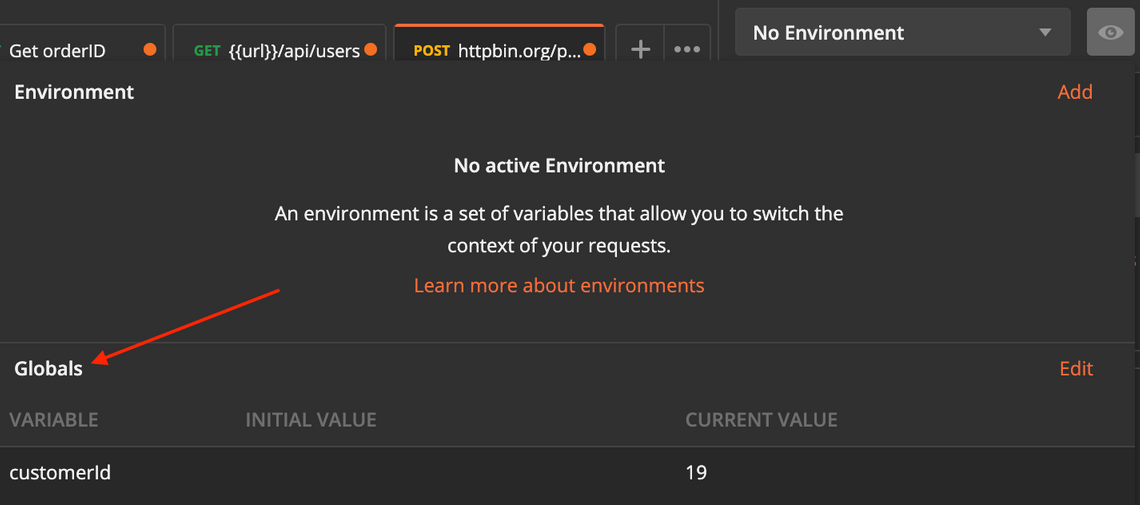 Get orderID
GET {{url}}/api/users
POST httpbin.org/p...
No Environment
Environment
Add
No active Environment
An environment is a set of variables that allow you to switch the
context of your requests.
Learn more about environments
Globals
Edit
VARIABLE INITIAL VALUE CURRENT VALUE
customerId 19